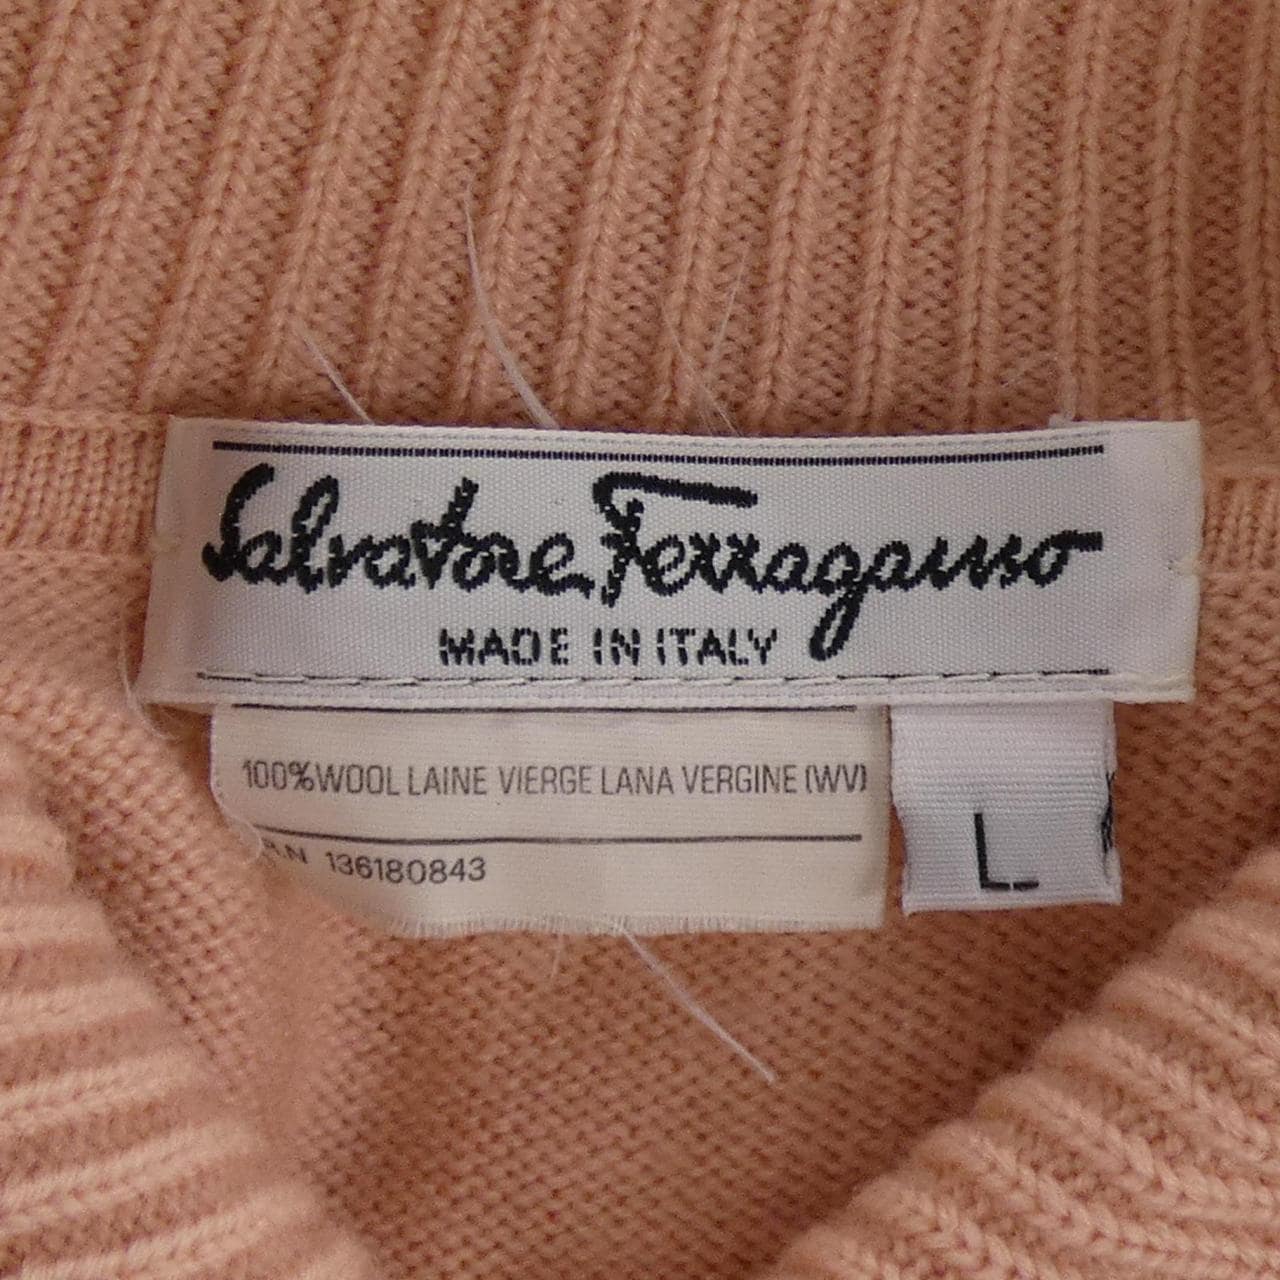 Salvatore Ferragamo
MADE IN ITALY
100% WOOL LAINE VIERGE LANA VERGINE (WV)
R.N 136180843
L